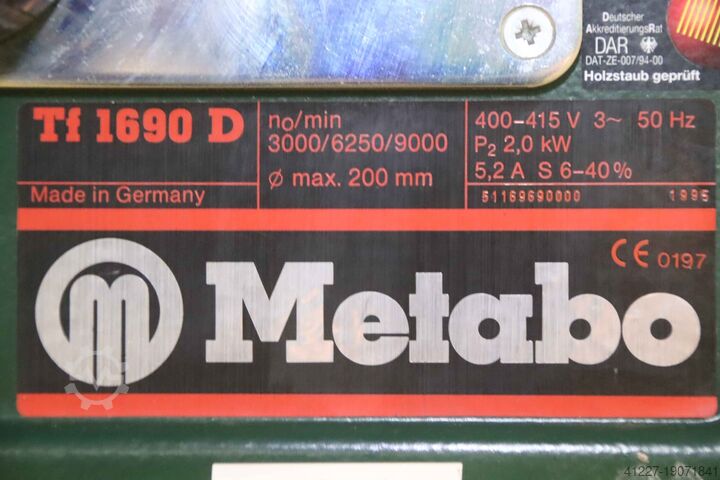 Deutscher
AkkreditierungsRat
DAR
DAT-ZE-007/94-00
Holzstaub geprüft
Tf 1690 D
no/min
3000/6250/9000
ø max. 200 mm
400-415 V 3~ 50 Hz
P2 2,0 kW
5,2 A S 6-40%
Made in Germany
51169690000 1995
CE 0197
m Metabo
41227-19071841